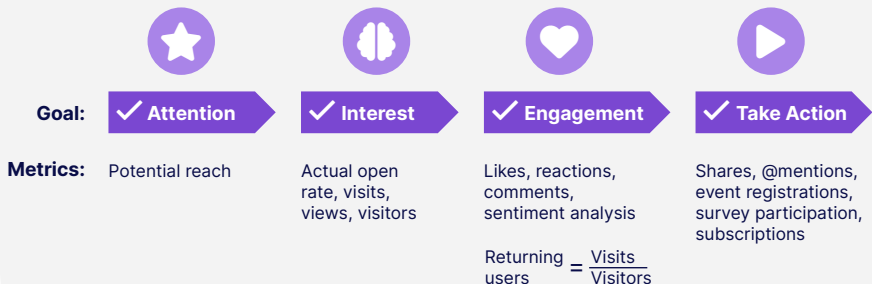 Goal:
Attention
Interest
Engagement
Take Action
Metrics:
Potential reach
Actual open
rate, visits,
views, visitors
Likes, reactions,
comments,
sentiment analysis
Returning
users
=
Visits
Visitors
Shares, @mentions,
event registrations,
survey participation,
subscriptions